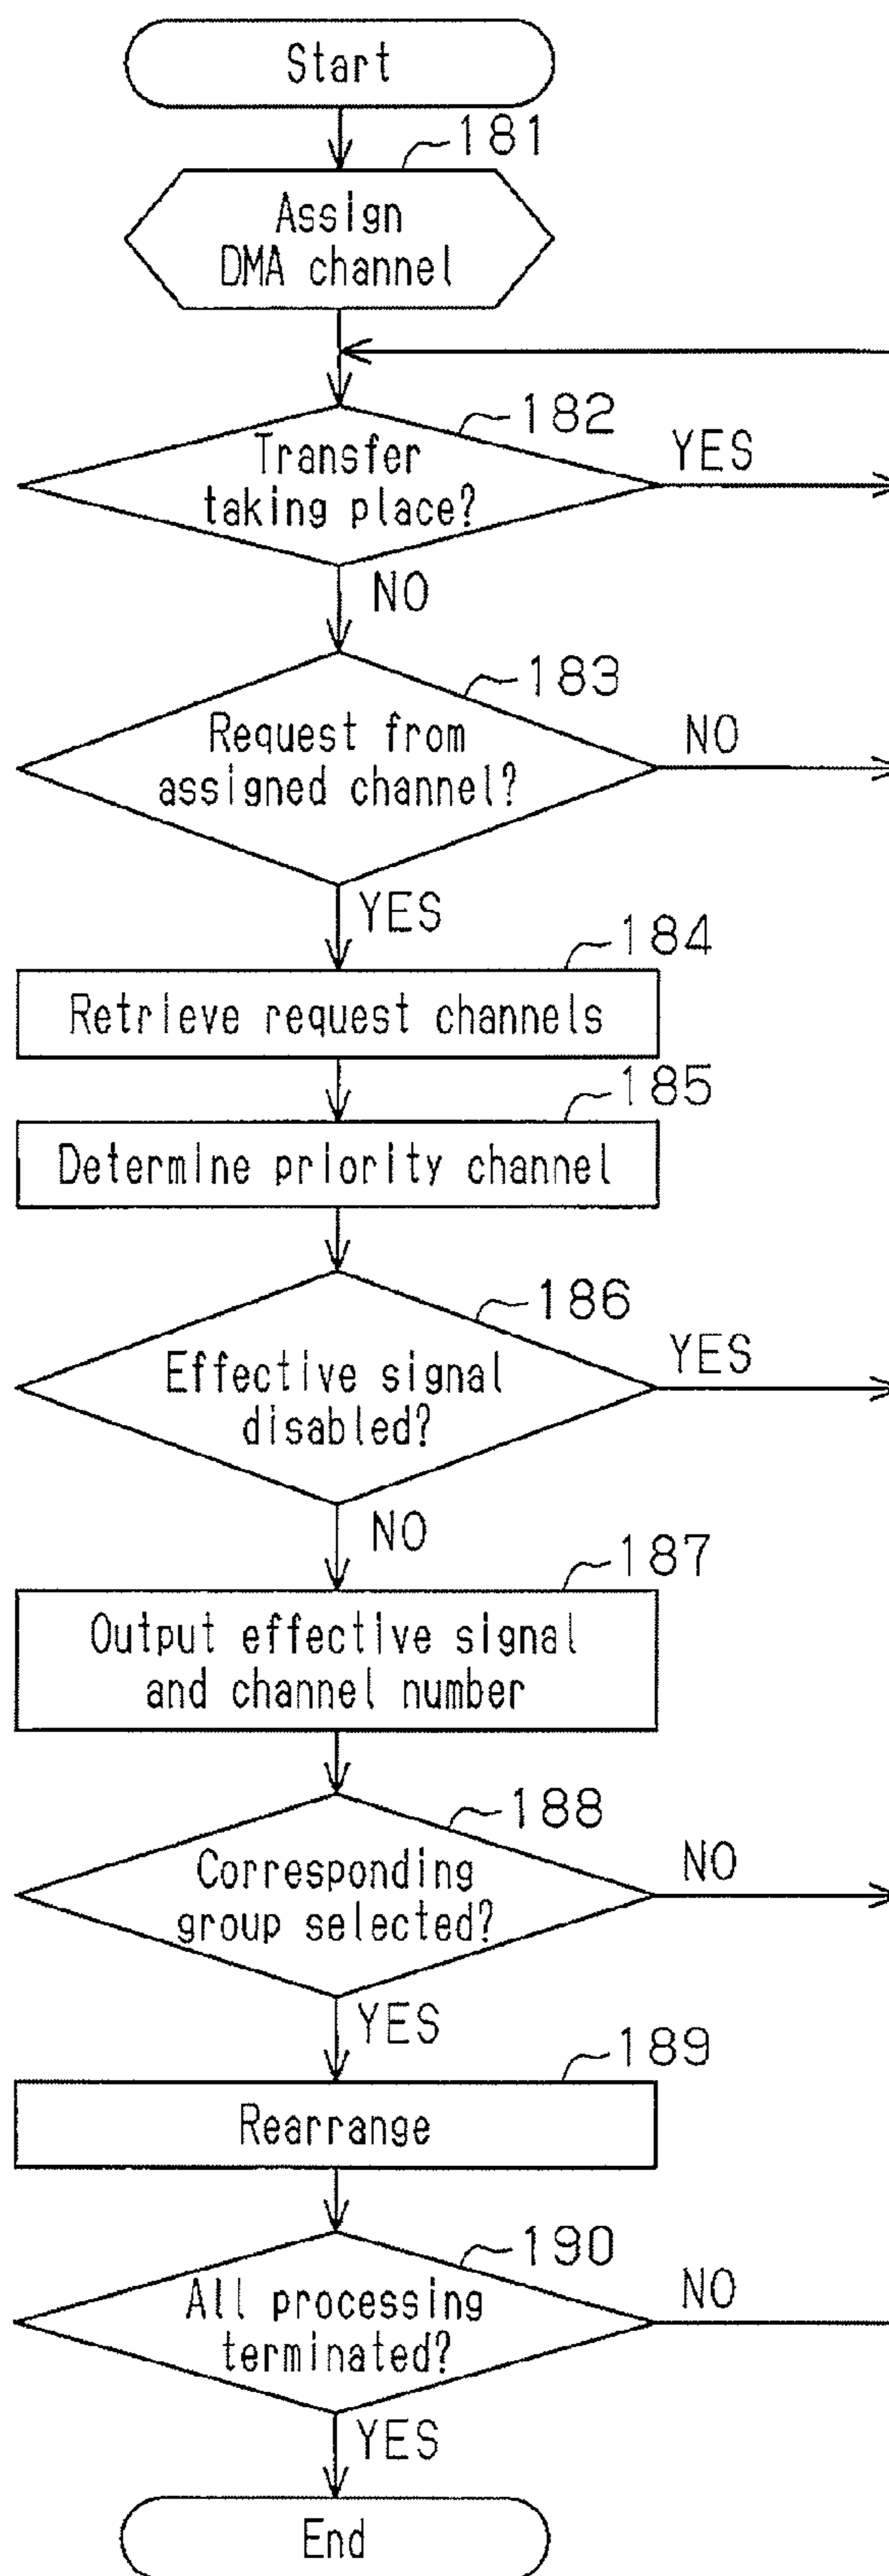 Start
181
Assign
DMA channel
182
Transfer
taking place?
YES
NO
183
Request from
assigned channel?
NO
YES
184
Retrieve request channels
185
Determine priority channel
186
Effective signal
disabled?
YES
NO
187
Output effective signal
and channel number
188
Corresponding
group selected?
NO
YES
189
Rearrange
190
All processing
terminated?
NO
YES
End